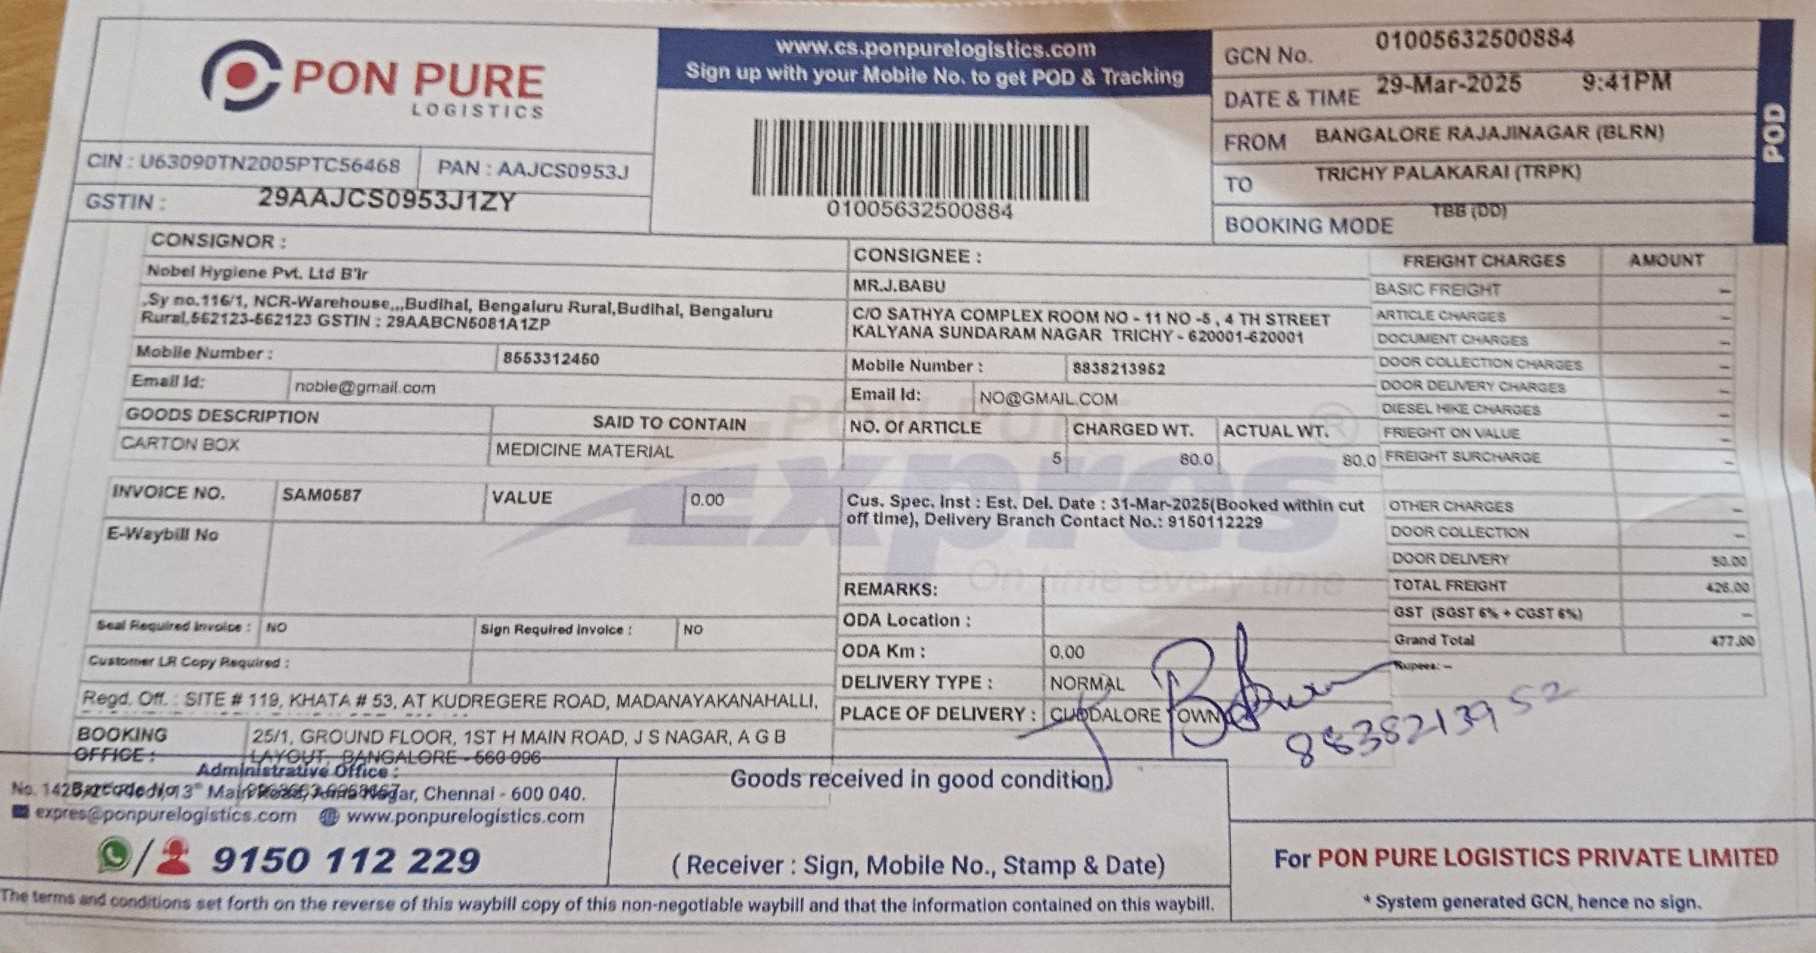 PON PURE
LOGISTICS
www.cs.ponpurelogistics.com
Sign up with your Mobile No. to get POD & Tracking
GCN No. 01005632500884
DATE & TIME 29-Mar-2025 9:41PM
FROM BANGALORE RAJAJINAGAR (BLRN)
TO TRICHY PALAKARAI (TRPK)
BOOKING MODE TBB (DD)
POD
CIN : U63090TN2005PTC56468 PAN : AAJCS0953J
GSTIN : 29AAJCS0953J1ZY
01005632500884
CONSIGNOR :
Nobel Hygiene Pvt. Ltd B'lr
,Sy no.116/1, NCR-Warehouse,,,Budihal, Bengaluru Rural,Budihal, Bengaluru
Rural,562123-562123 GSTIN : 29AABCN5081A1ZP
Mobile Number : 8553312450
Email Id: noble@gmail.com
CONSIGNEE :
MR.J.BABU
C/O SATHYA COMPLEX ROOM NO - 11 NO -5 , 4 TH STREET
KALYANA SUNDARAM NAGAR TRICHY - 620001-620001
Mobile Number : 8838213952
Email Id: NO@GMAIL.COM
GOODS DESCRIPTION SAID TO CONTAIN NO. Of ARTICLE CHARGED WT. ACTUAL WT.
CARTON BOX MEDICINE MATERIAL 5 80.0 80.0
FREIGHT CHARGES AMOUNT
BASIC FREIGHT --
ARTICLE CHARGES --
DOCUMENT CHARGES --
DOOR COLLECTION CHARGES --
DOOR DELIVERY CHARGES --
DIESEL HIKE CHARGES --
FRIEGHT ON VALUE --
FREIGHT SURCHARGE --
OTHER CHARGES --
DOOR COLLECTION --
DOOR DELIVERY 50.00
TOTAL FREIGHT 426.00
GST (SGST 6% + CGST 6%) --
Grand Total 477.00
Rupees: --
INVOICE NO. SAM0587 VALUE 0.00
E-Waybill No
Cus. Spec. Inst : Est. Del. Date : 31-Mar-2025(Booked within cut
off time), Delivery Branch Contact No.: 9150112229
Expres
On time every time
REMARKS:
ODA Location :
ODA Km : 0.00
DELIVERY TYPE : NORMAL
PLACE OF DELIVERY : CUDDALORE TOWN
Seal Required Invoice : NO Sign Required Invoice : NO
Customer LR Copy Required :
Regd. Off. : SITE # 119, KHATA # 53, AT KUDREGERE ROAD, MADANAYAKANAHALLI,
BOOKING OFFICE : 25/1, GROUND FLOOR, 1ST H MAIN ROAD, J S NAGAR, A G B
LAYOUT, BANGALORE - 560 096
8838213952
Administrative Office :
Nagar, Chennai - 600 040.
expres@ponpurelogistics.com www.ponpurelogistics.com
/ 9150 112 229
Goods received in good condition
( Receiver : Sign, Mobile No., Stamp & Date)
For PON PURE LOGISTICS PRIVATE LIMITED
* System generated GCN, hence no sign.
The terms and conditions set forth on the reverse of this waybill copy of this non-negotiable waybill and that the information contained on this waybill.